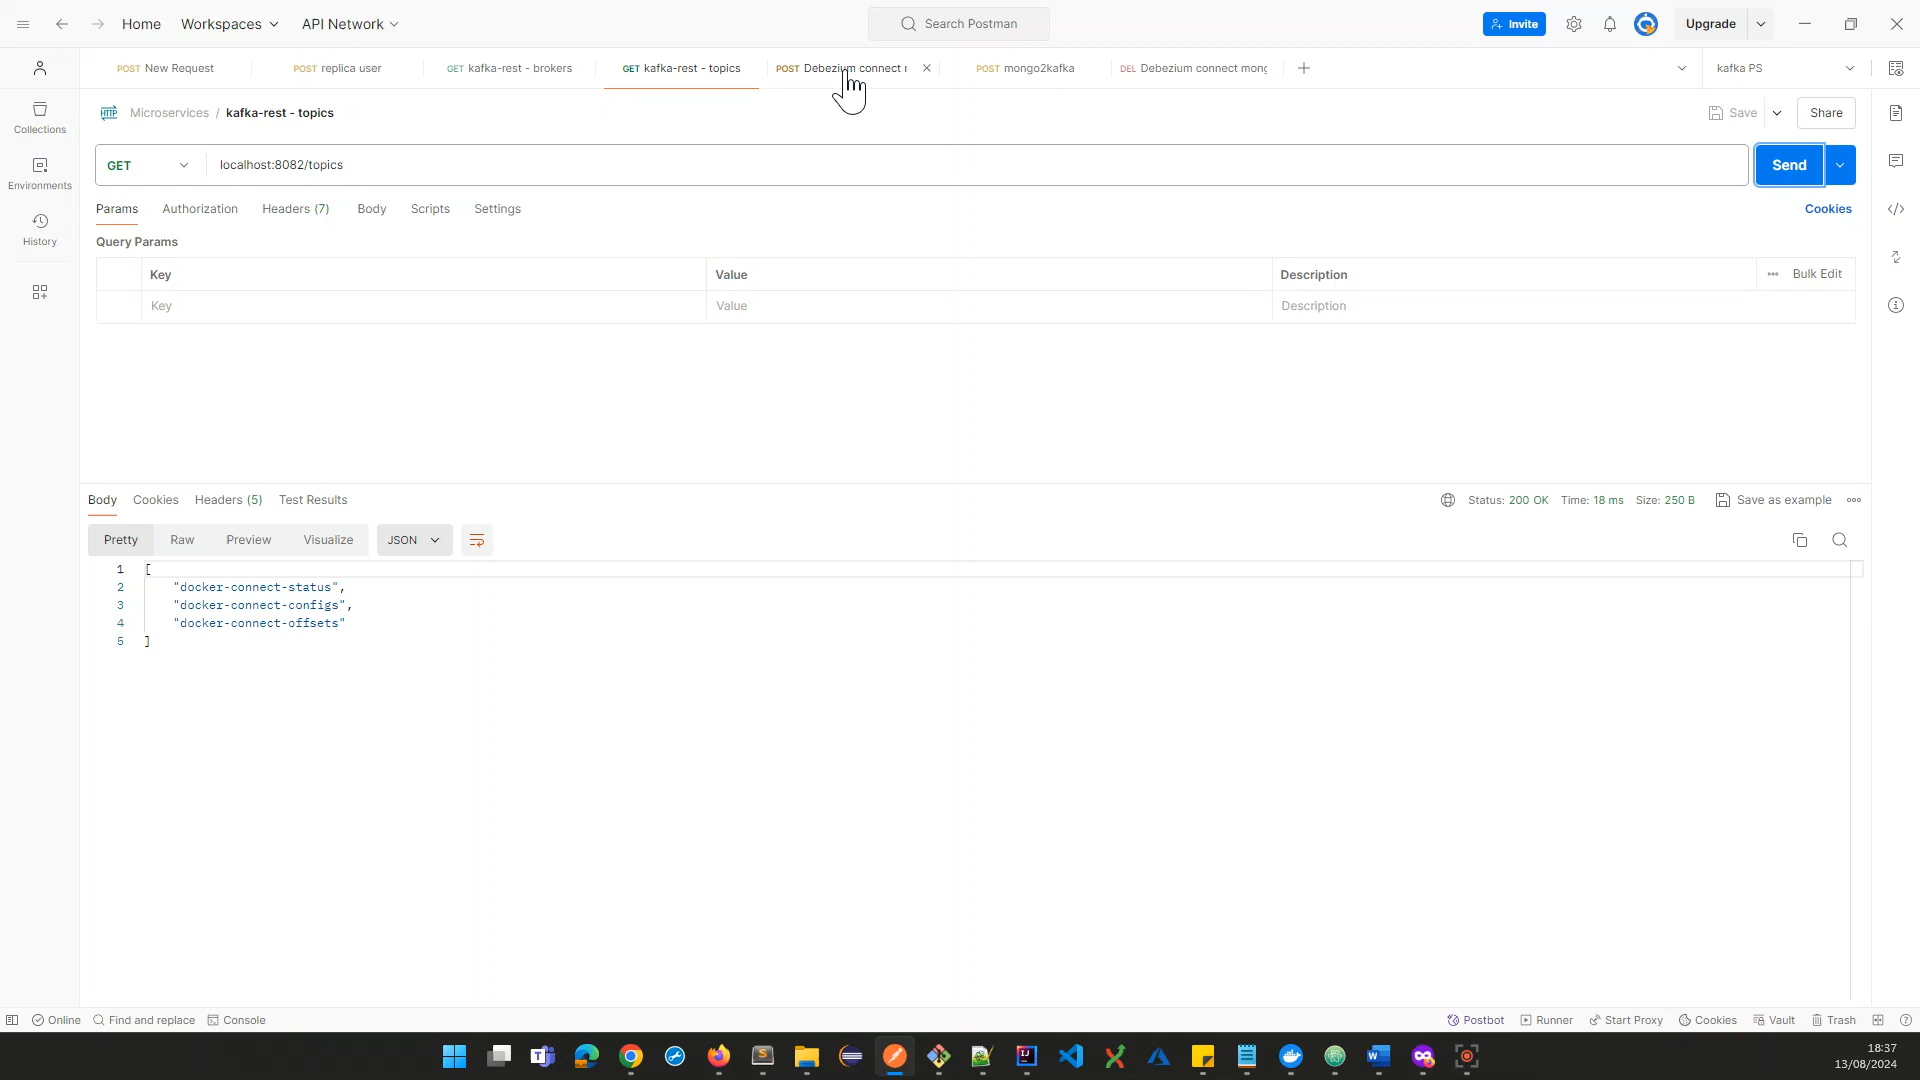 Home Workspaces API Network Search Postman Invite Upgrade
POST New Request POST replica user GET kafka-rest - brokers GET kafka-rest - topics POST Debezium connect POST mongo2kafka DEL Debezium connect mong kafka PS
HTTP Microservices / kafka-rest - topics Save Share
GET localhost:8082/topics Send
Params Authorization Headers (7) Body Scripts Settings Cookies
Query Params
Key Value Description Bulk Edit
Key Value Description
Collections
Environments
History
Body Cookies Headers (5) Test Results Status: 200 OK Time: 18 ms Size: 250 B Save as example
Pretty Raw Preview Visualize JSON
1 [
2 "docker-connect-status",
3 "docker-connect-configs",
4 "docker-connect-offsets"
5 ]
Online Find and replace Console Postbot Runner Start Proxy Cookies Vault Trash
18:37
13/08/2024